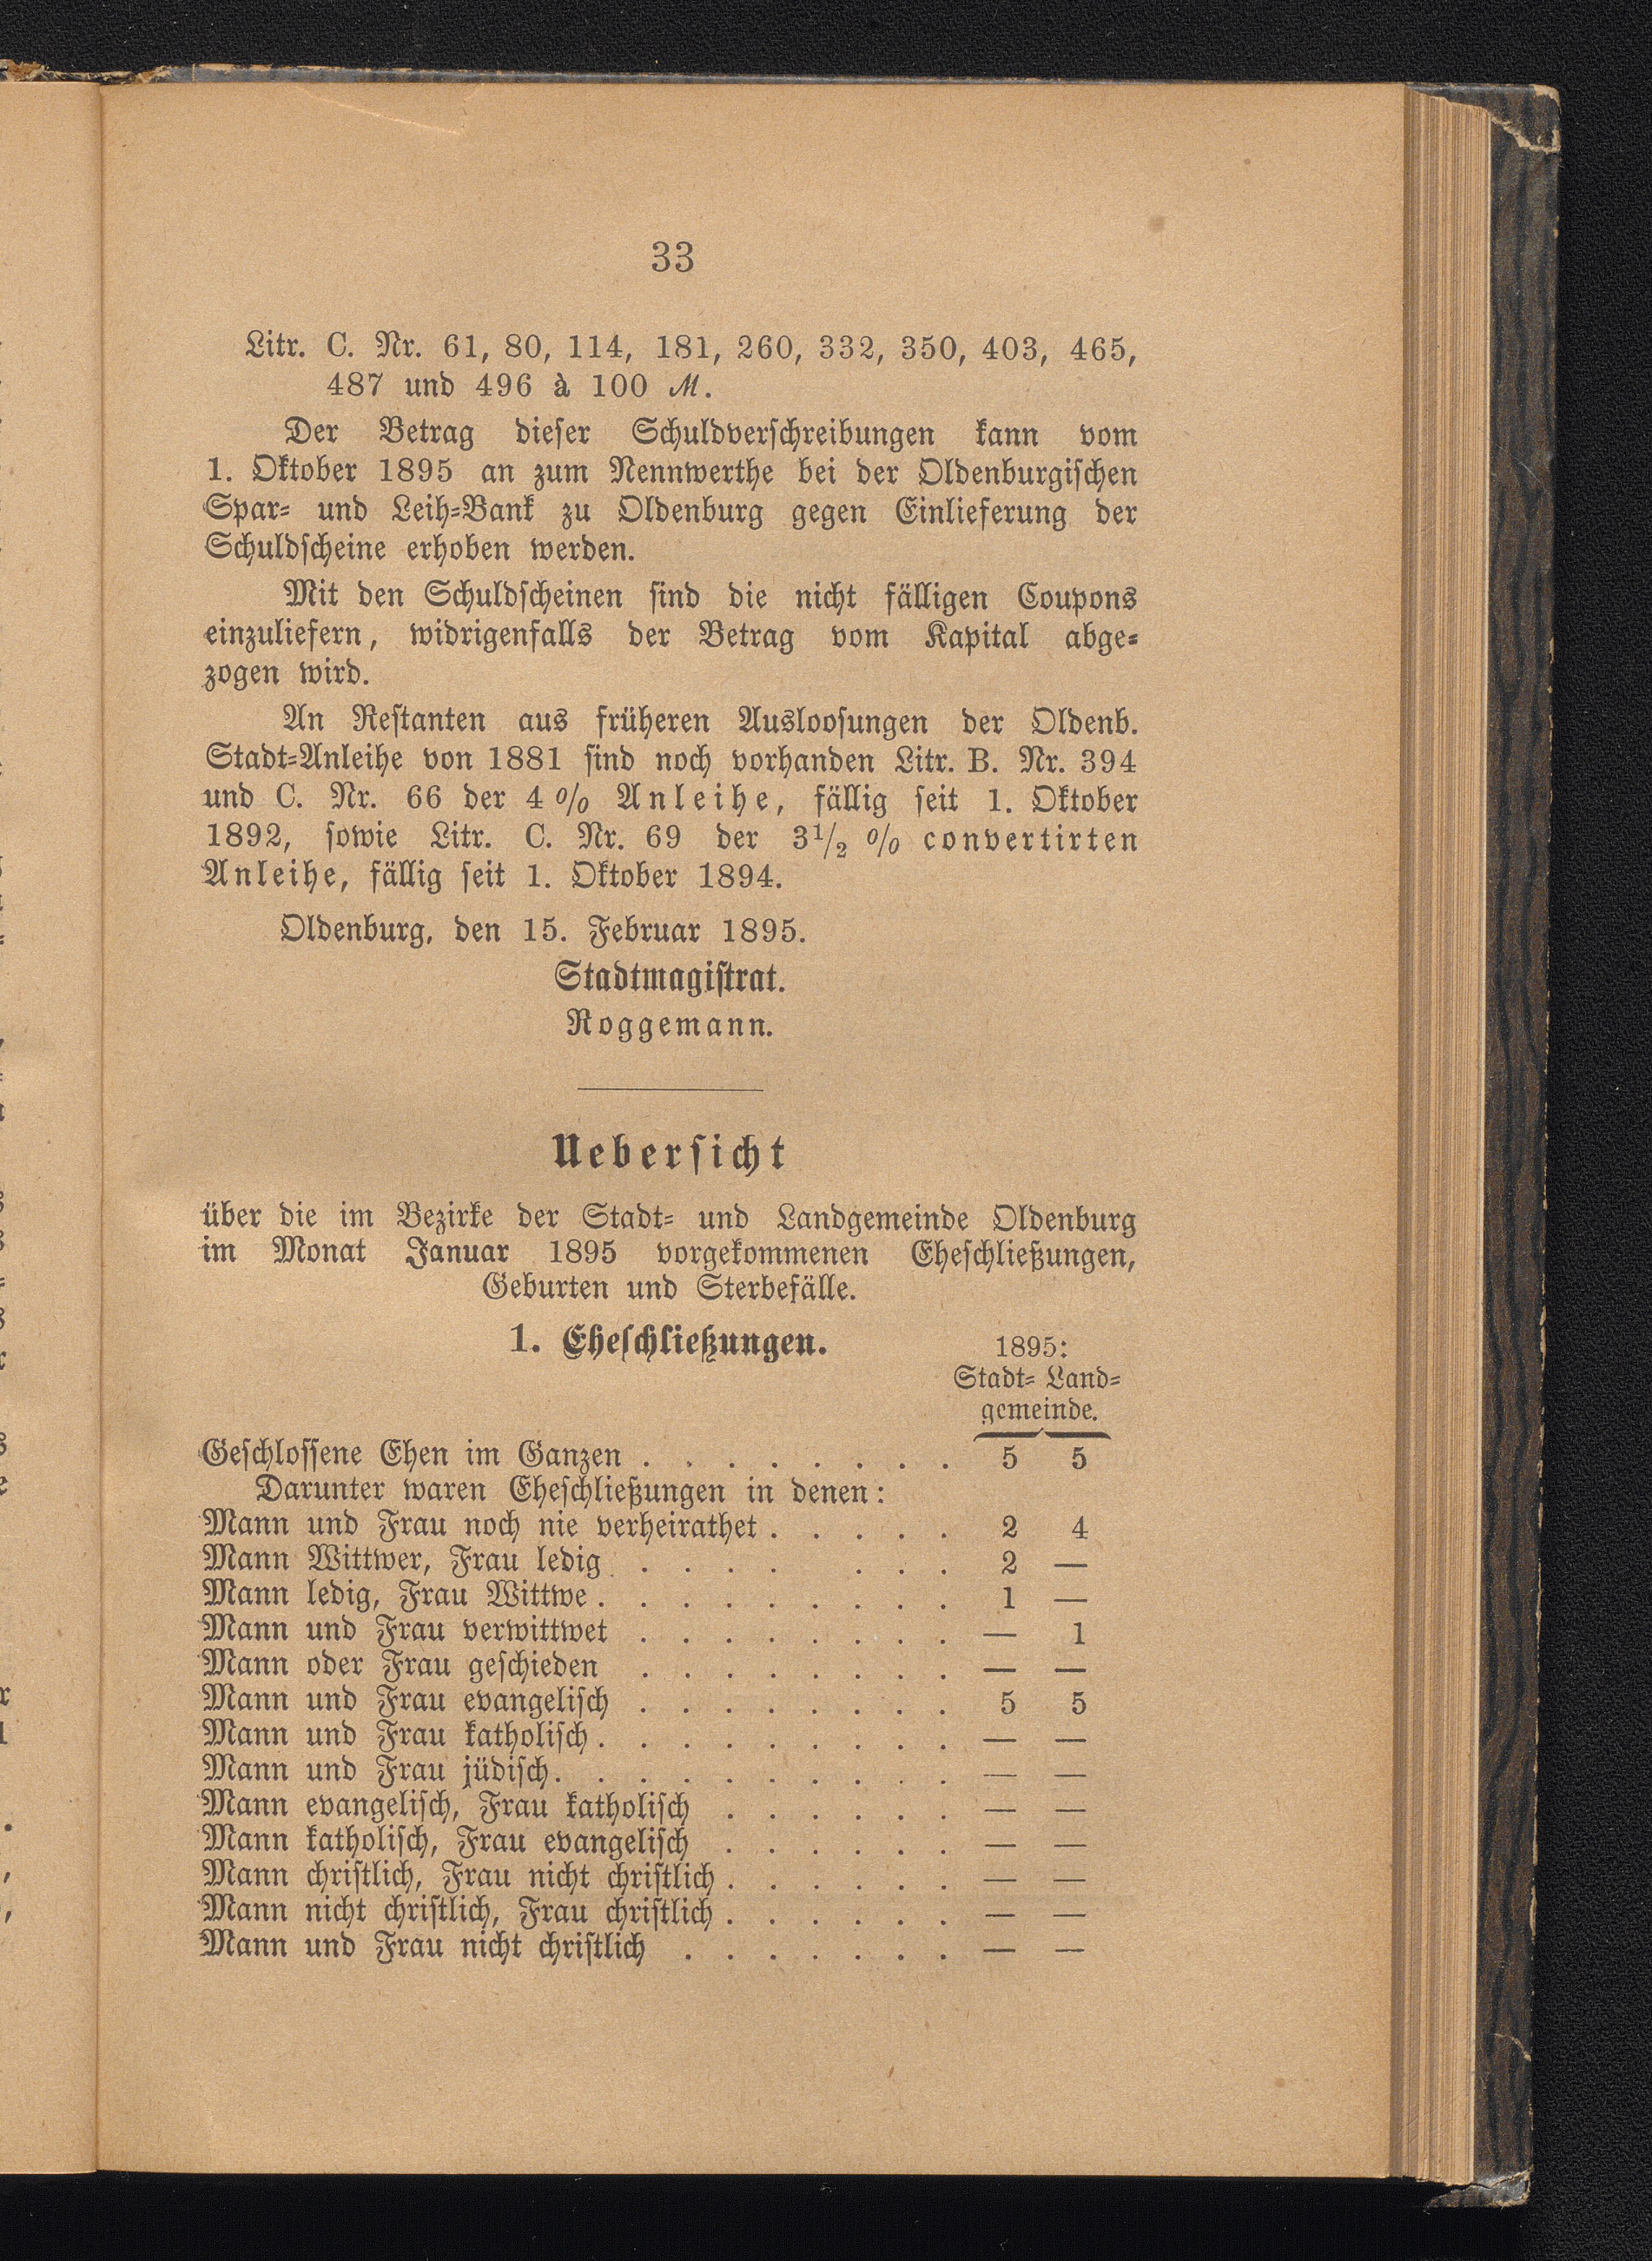 33
Litr. C. Nr. 61, 80, 114, 181, 260, 332, 350, 403, 465,
487 und 496 à 100 ℳ.
Der Betrag dieser Schuldverschreibungen kann vom
1. Oktober 1895 an zum Nennwerthe bei der Oldenburgischen
Spar- und Leih-Bank zu Oldenburg gegen Einlieferung der
Schuldscheine erhoben werden.
Mit den Schuldscheinen sind die nicht fälligen Coupons
einzuliefern, widrigenfalls der Betrag vom Kapital abge-
zogen wird.
An Restanten aus früheren Ausloosungen der Oldenb.
Stadt-Anleihe von 1881 sind noch vorhanden Litr. B. Nr. 394
und C. Nr. 66 der 4 % Anleihe, fällig seit 1. Oktober
1892, sowie Litr. C. Nr. 69 der 3 1/2 % convertirten
Anleihe, fällig seit 1. Oktober 1894.
Oldenburg, den 15. Februar 1895.
Stadtmagistrat.
Roggemann.
Uebersicht
über die im Bezirke der Stadt- und Landgemeinde Oldenburg
im Monat Januar 1895 vorgekommenen Eheschließungen,
Geburten und Sterbefälle.
1. Eheschließungen. 1895:
Stadt- Land-
gemeinde.
Geschlossene Ehen im Ganzen . . . . . . . . 5 5
Darunter waren Eheschließungen in denen:
Mann und Frau noch nie verheirathet . . . . . 2 4
Mann Wittwer, Frau ledig . . . . . . . 2 —
Mann ledig, Frau Wittwe . . . . . . . . . 1 —
Mann und Frau verwittwet . . . . . . . . — 1
Mann oder Frau geschieden . . . . . . . . — —
Mann und Frau evangelisch . . . . . . . . 5 5
Mann und Frau katholisch . . . . . . . . . — —
Mann und Frau jüdisch . . . . . . . . . . — —
Mann evangelisch, Frau katholisch . . . . . . — —
Mann katholisch, Frau evangelisch . . . . . . — —
Mann christlich, Frau nicht christlich . . . . . . — —
Mann nicht christlich, Frau christlich . . . . . . — —
Mann und Frau nicht christlich . . . . . . . — —